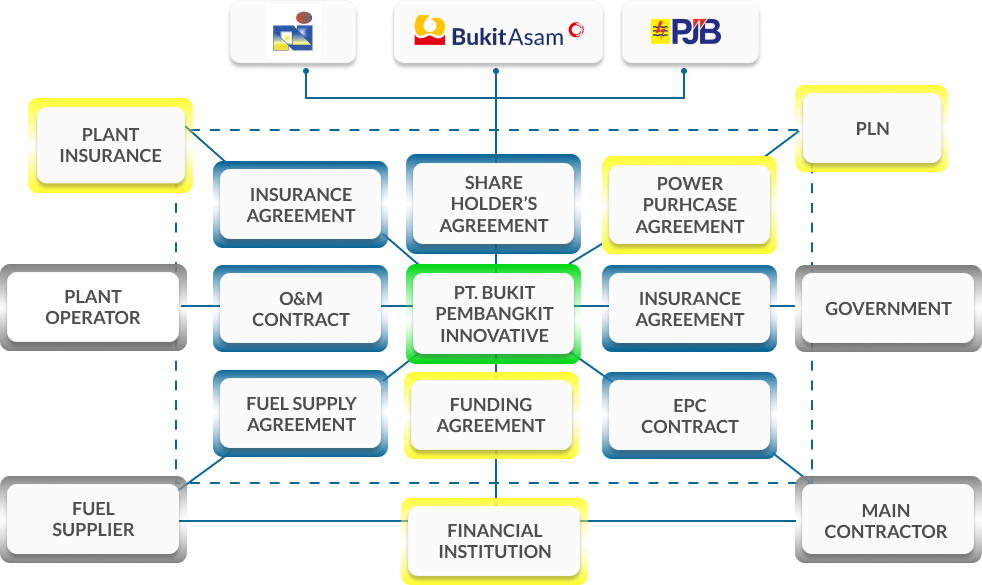 BukitAsam
PJB
PLANT
INSURANCE
PLN
INSURANCE
AGREEMENT
SHARE
HOLDER'S
AGREEMENT
POWER
PURHCASE
AGREEMENT
PLANT
OPERATOR
O&M
CONTRACT
PT. BUKIT
PEMBANGKIT
INNOVATIVE
INSURANCE
AGREEMENT
GOVERNMENT
FUEL SUPPLY
AGREEMENT
FUNDING
AGREEMENT
EPC
CONTRACT
FUEL
SUPPLIER
FINANCIAL
INSTITUTION
MAIN
CONTRACTOR